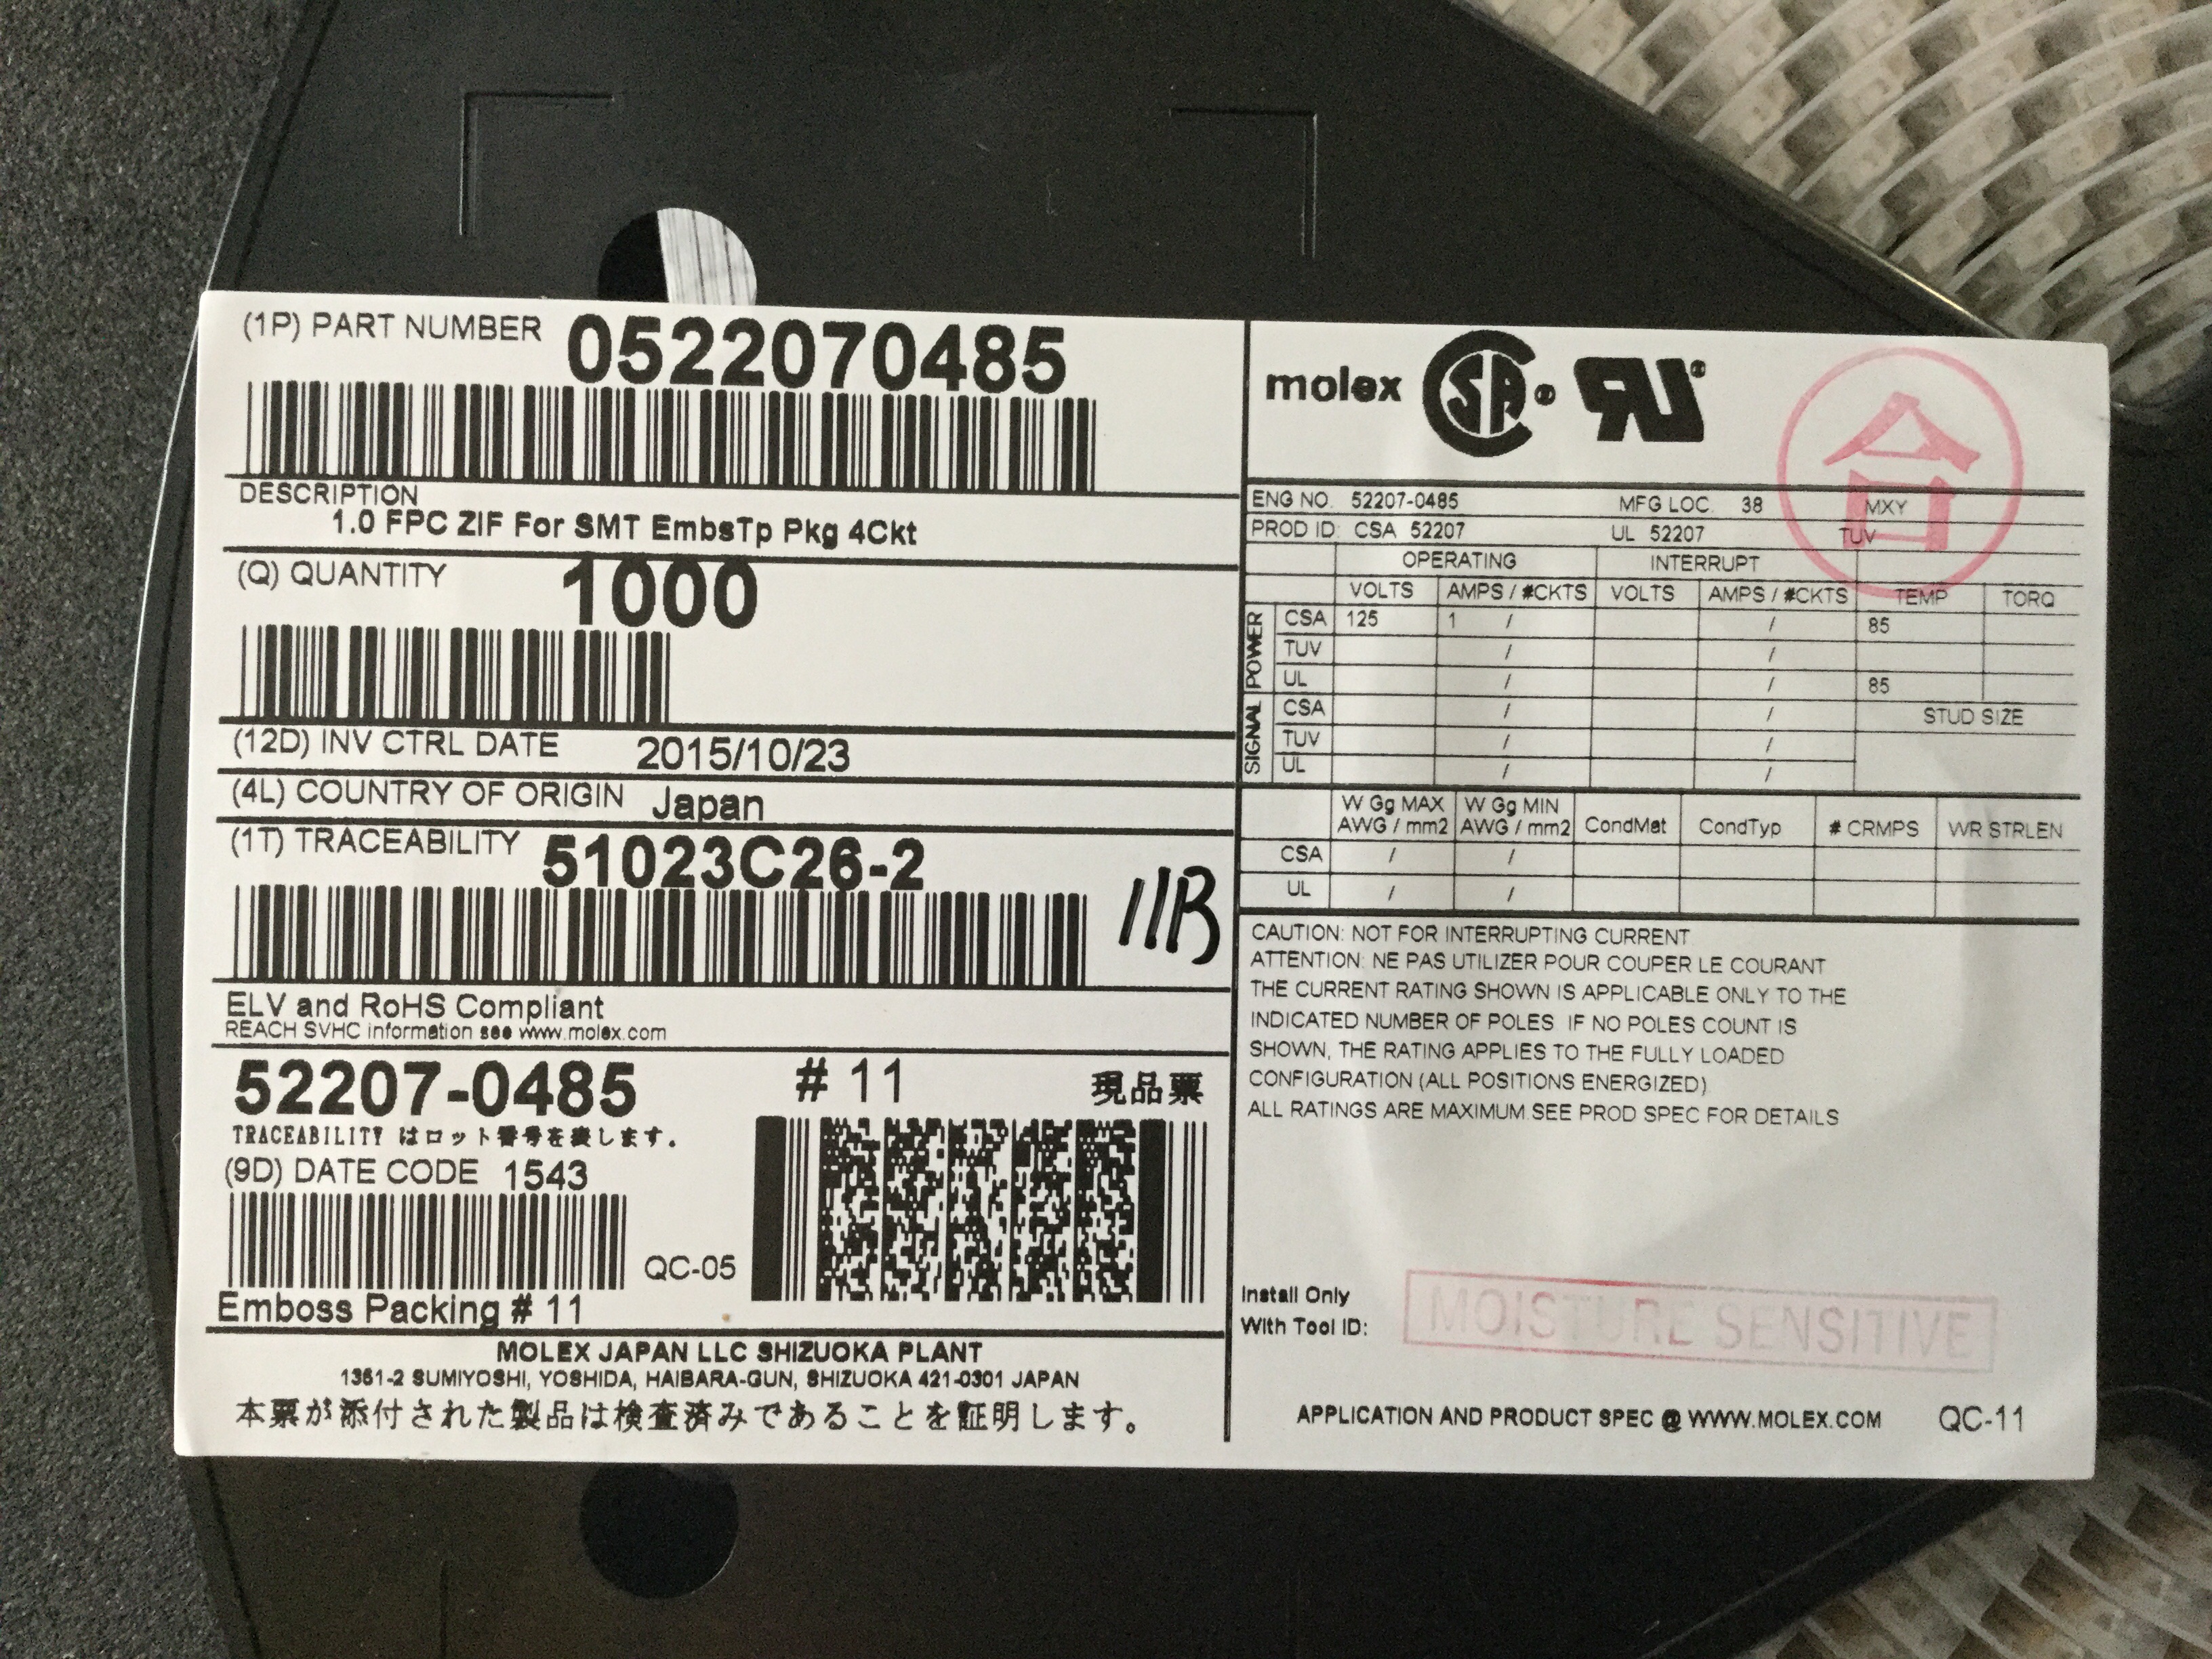 (1P) PART NUMBER 0522070485
DESCRIPTION
1.0 FPC ZIF For SMT EmbsTp Pkg 4Ckt
(Q) QUANTITY 1000
(12D) INV CTRL DATE 2015/10/23
(4L) COUNTRY OF ORIGIN Japan
(1T) TRACEABILITY 51023C26-2
11B
ELV and RoHS Compliant
REACH SVHC information see www.molex.com
52207-0485 # 11 現品票
TRACEABILITY はロット番号を表します。
(9D) DATE CODE 1543
QC-05
Emboss Packing # 11
MOLEX JAPAN LLC SHIZUOKA PLANT
1351-2 SUMIYOSHI, YOSHIDA, HAIBARA-GUN, SHIZUOKA 421-0301 JAPAN
本票が添付された製品は検査済みであることを証明します。
molex CSA ® RU ®
合
ENG NO. 52207-0485 MFG LOC. 38 MXY
PROD ID: CSA 52207 UL 52207 TUV
OPERATING INTERRUPT
VOLTS AMPS / #CKTS VOLTS AMPS / #CKTS TEMP TORQ
POWER
CSA 125 1 / / 85
TUV / /
UL / / 85
SIGNAL
CSA / / STUD SIZE
TUV / /
UL / /
W Gg MAX W Gg MIN
AWG / mm2 AWG / mm2 CondMat CondTyp # CRMPS WR STRLEN
CSA / /
UL / /
CAUTION: NOT FOR INTERRUPTING CURRENT
ATTENTION: NE PAS UTILIZER POUR COUPER LE COURANT
THE CURRENT RATING SHOWN IS APPLICABLE ONLY TO THE
INDICATED NUMBER OF POLES. IF NO POLES COUNT IS
SHOWN, THE RATING APPLIES TO THE FULLY LOADED
CONFIGURATION (ALL POSITIONS ENERGIZED).
ALL RATINGS ARE MAXIMUM.SEE PROD SPEC FOR DETAILS
Install Only
With Tool ID:
MOISTURE SENSITIVE
APPLICATION AND PRODUCT SPEC @ WWW.MOLEX.COM QC-11